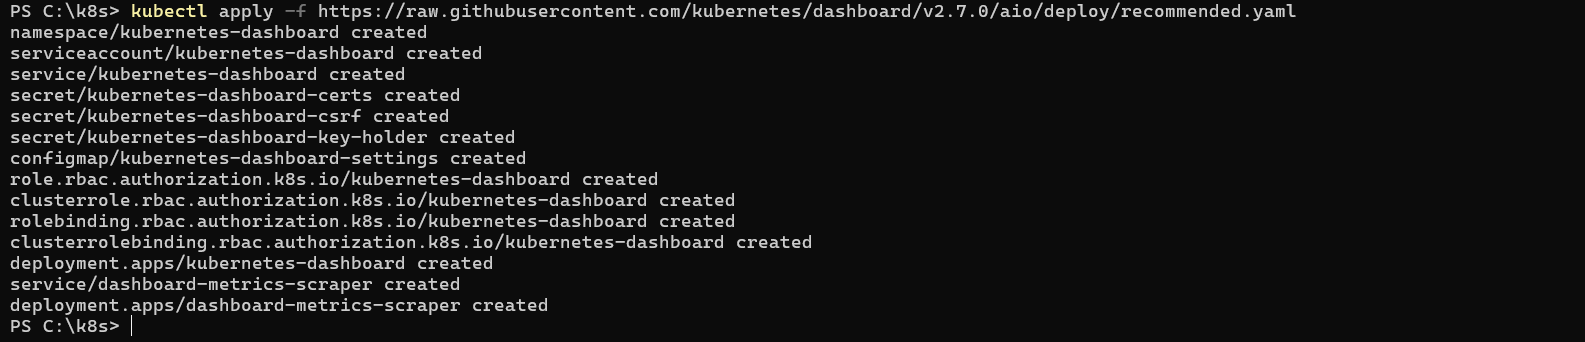 PS C:\k8s> kubectl apply -f https://raw.githubusercontent.com/kubernetes/dashboard/v2.7.0/aio/deploy/recommended.yaml
namespace/kubernetes-dashboard created
serviceaccount/kubernetes-dashboard created
service/kubernetes-dashboard created
secret/kubernetes-dashboard-certs created
secret/kubernetes-dashboard-csrf created
secret/kubernetes-dashboard-key-holder created
configmap/kubernetes-dashboard-settings created
role.rbac.authorization.k8s.io/kubernetes-dashboard created
clusterrole.rbac.authorization.k8s.io/kubernetes-dashboard created
rolebinding.rbac.authorization.k8s.io/kubernetes-dashboard created
clusterrolebinding.rbac.authorization.k8s.io/kubernetes-dashboard created
deployment.apps/kubernetes-dashboard created
service/dashboard-metrics-scraper created
deployment.apps/dashboard-metrics-scraper created
PS C:\k8s>